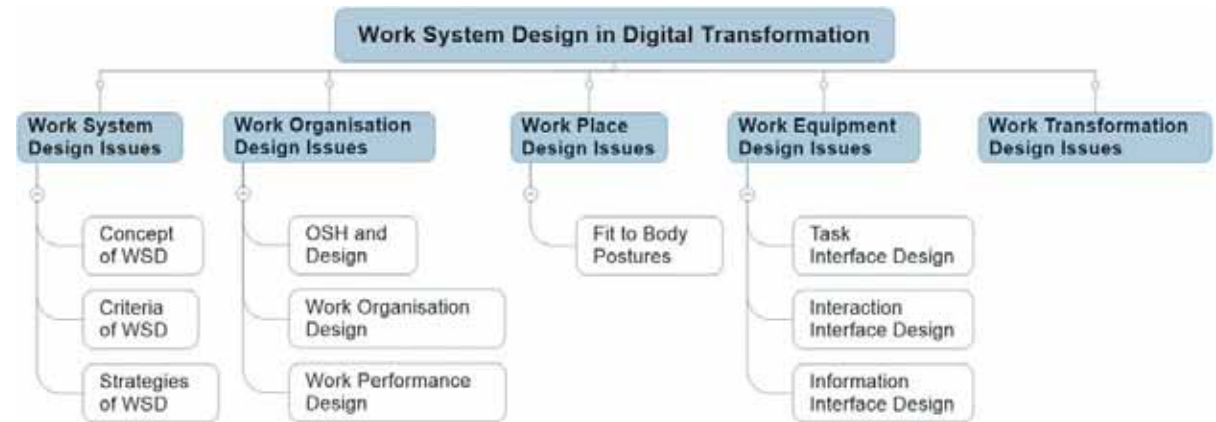 Work System Design in Digital Transformation
Work System
Design Issues
Work Organisation
Design Issues
Work Place
Design Issues
Work Equipment
Design Issues
Work Transformation
Design Issues
Concept
of WSD
Criteria
of WSD
Strategies
of WSD
OSH and
Design
Work Organisation
Design
Work Performance
Design
Fit to Body
Postures
Task
Interface Design
Interaction
Interface Design
Information
Interface Design